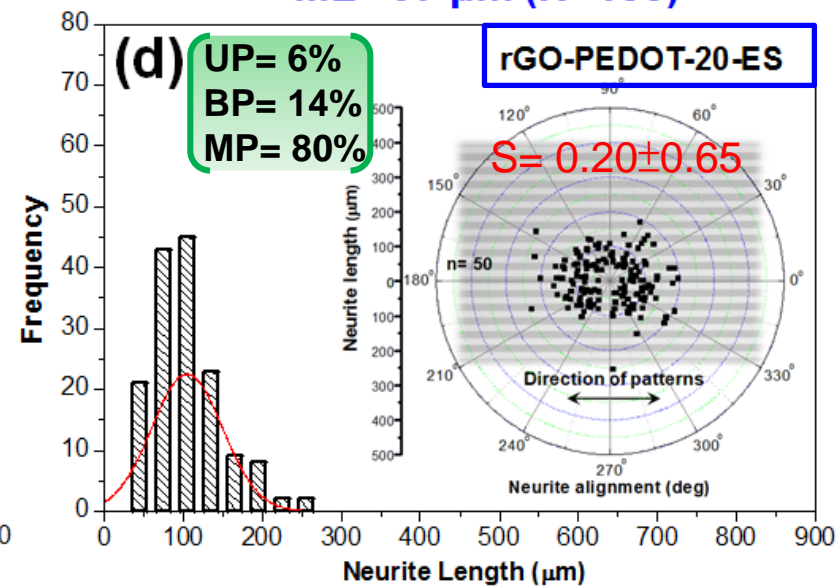 80
(d)
UP= 6%
BP= 14%
MP= 80%
rGO-PEDOT-20-ES
S= 0.20±0.65
n= 50
Direction of patterns
Neurite alignment (deg)
Neurite length (µm)
500
400
300
200
100
0
100
200
300
400
500
90°
60°
30°
0°
330°
300°
270°
240°
210°
180°
150°
120°
Frequency
70
60
50
40
30
20
10
0
0
0 100 200 300 400 500 600 700 800 900
Neurite Length (µm)